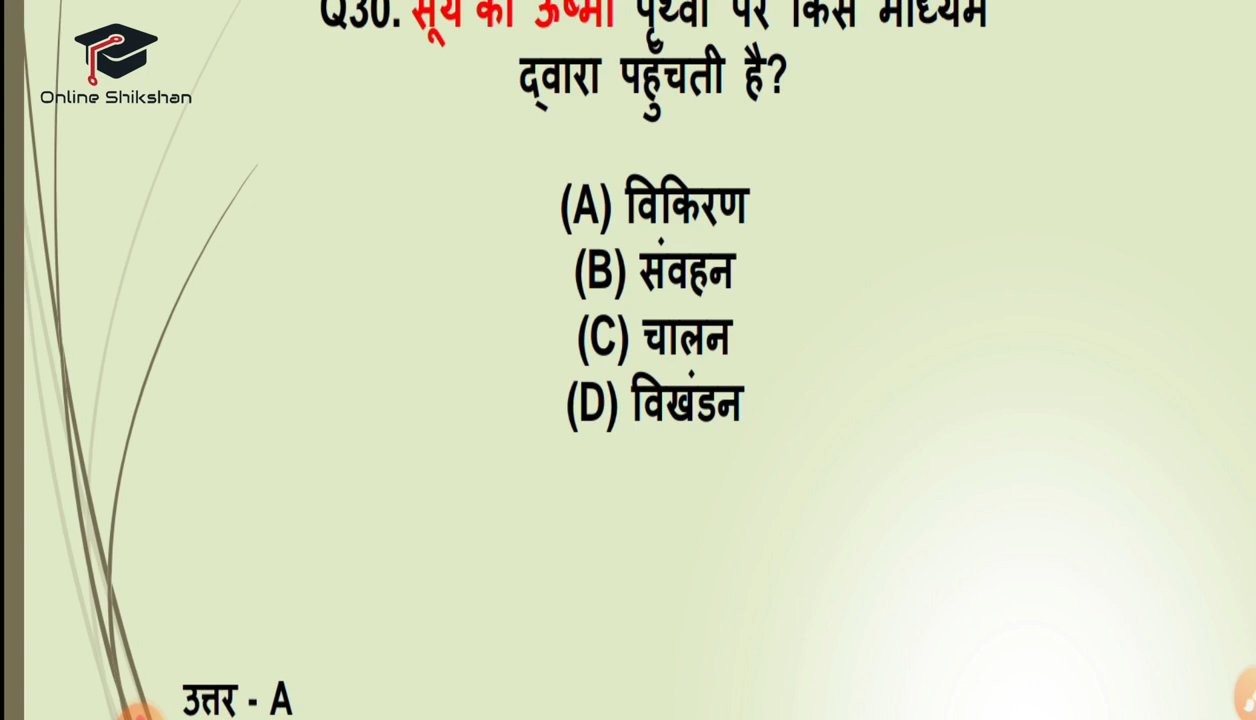 Online Shikshan
Q30. सूर्य की ऊष्मा पृथ्वी पर किस माध्यम
द्वारा पहुँचती है?
(A) विकिरण
(B) संवहन
(C) चालन
(D) विखंडन
उत्तर - A